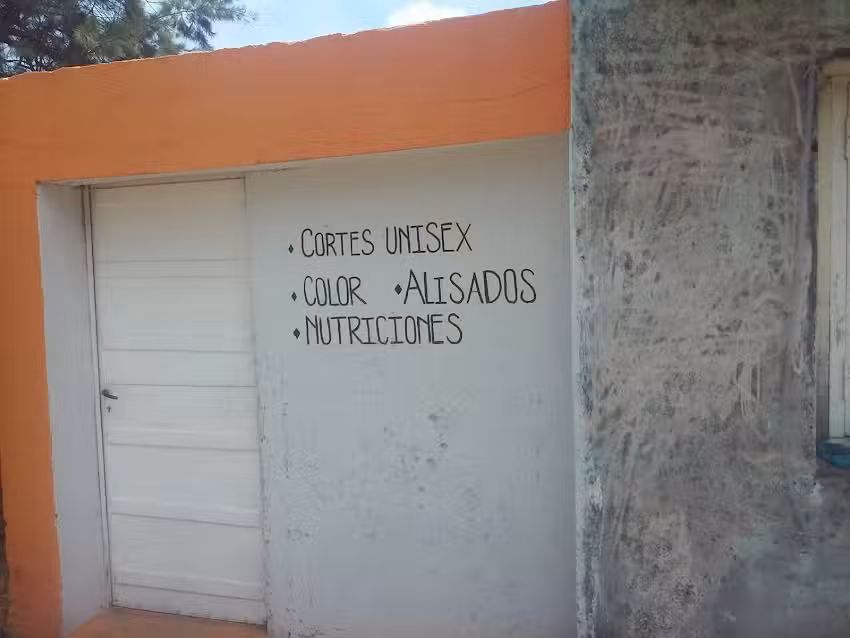 ♦ CORTES UNISEX
♦ COLOR ♦ ALISADOS
♦ NUTRICIONES